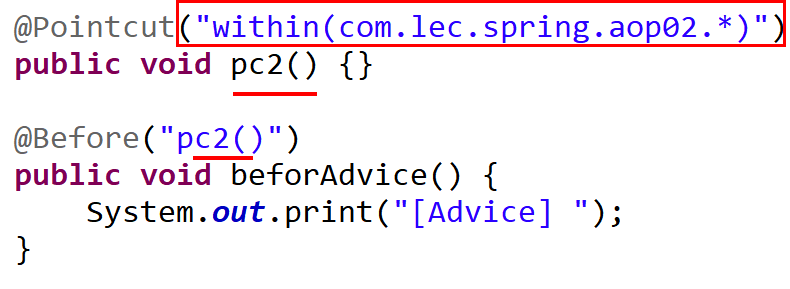 @Pointcut("within(com.lec.spring.aop02.*)")
public void pc2() {}
@Before("pc2()")
public void beforAdvice() {
System.out.print("[Advice] ");
}